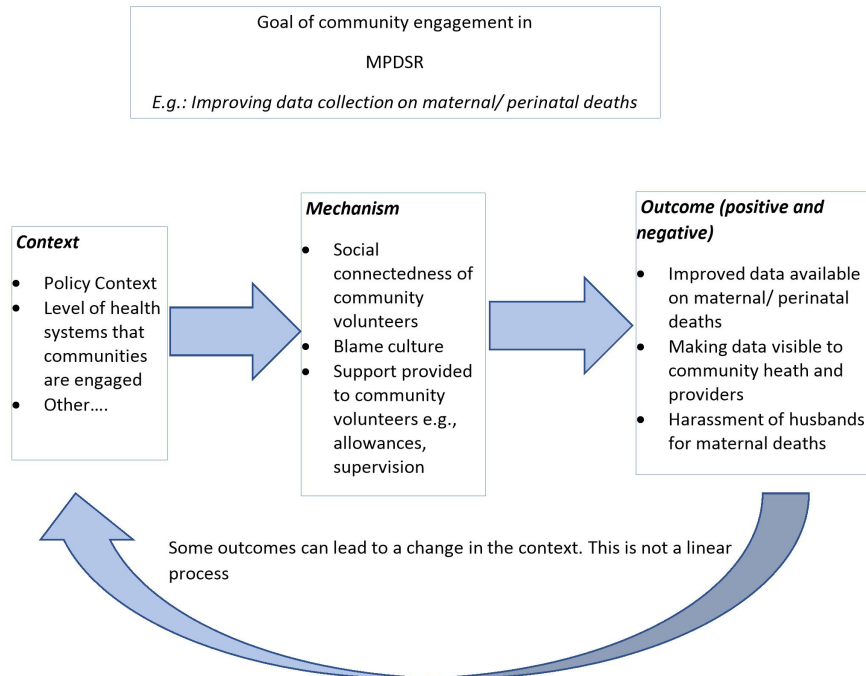 Goal of community engagement in
MPDSR
E.g.: Improving data collection on maternal/ perinatal deaths
Context
● Policy Context
● Level of health
systems that
communities
are engaged
● Other....
Mechanism
● Social
connectedness of
community
volunteers
● Blame culture
● Support provided
to community
volunteers e.g.,
allowances,
supervision
Outcome (positive and
negative)
● Improved data available
on maternal/ perinatal
deaths
● Making data visible to
community heath and
providers
● Harassment of husbands
for maternal deaths
Some outcomes can lead to a change in the context. This is not a linear
process